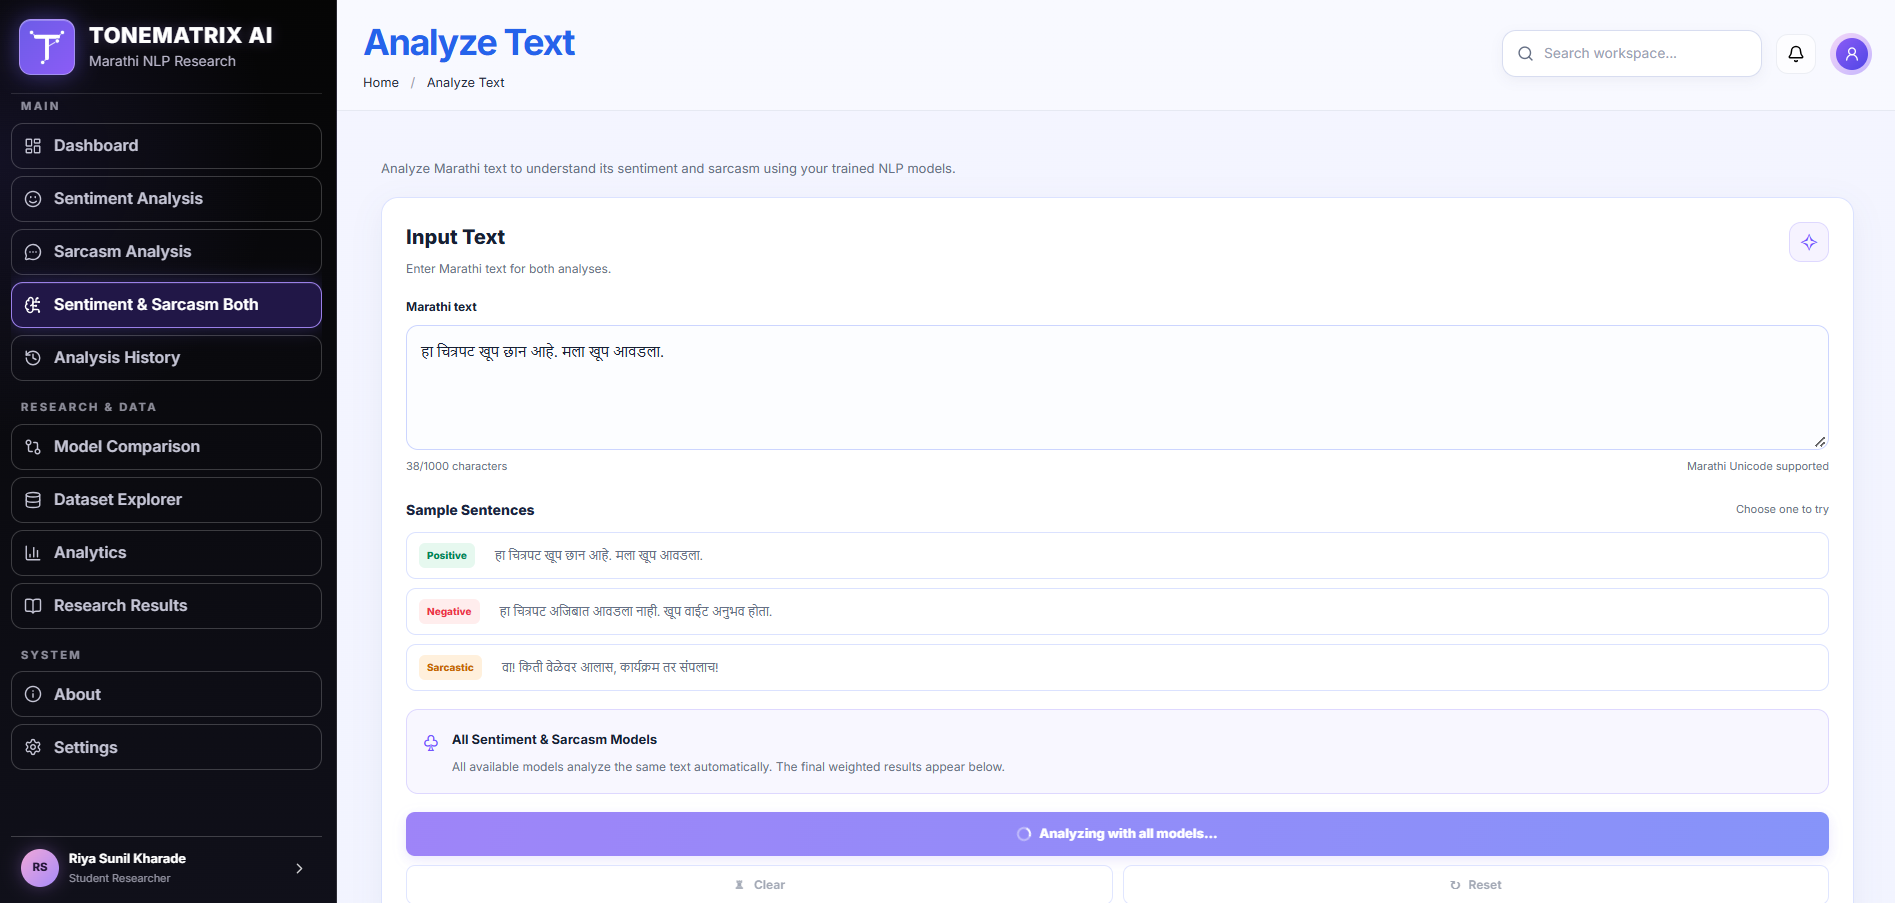 TONEMATRIX AI
Marathi NLP Research
MAIN
Dashboard
Sentiment Analysis
Sarcasm Analysis
Sentiment & Sarcasm Both
Analysis History
RESEARCH & DATA
Model Comparison
Dataset Explorer
Analytics
Research Results
SYSTEM
About
Settings
RS
Riya Sunil Kharade
Student Researcher
Analyze Text
Home / Analyze Text
Search workspace...
Analyze Marathi text to understand its sentiment and sarcasm using your trained NLP models.
Input Text
Enter Marathi text for both analyses.
Marathi text
हा चित्रपट खूप छान आहे. मला खूप आवडला.
38/1000 characters
Marathi Unicode supported
Sample Sentences
Choose one to try
Positive हा चित्रपट खूप छान आहे. मला खूप आवडला.
Negative हा चित्रपट अजिबात आवडला नाही. खूप वाईट अनुभव होता.
Sarcastic वा! किती वेळेवर आलास, कार्यक्रम तर संपलाच!
All Sentiment & Sarcasm Models
All available models analyze the same text automatically. The final weighted results appear below.
Analyzing with all models...
Clear
Reset